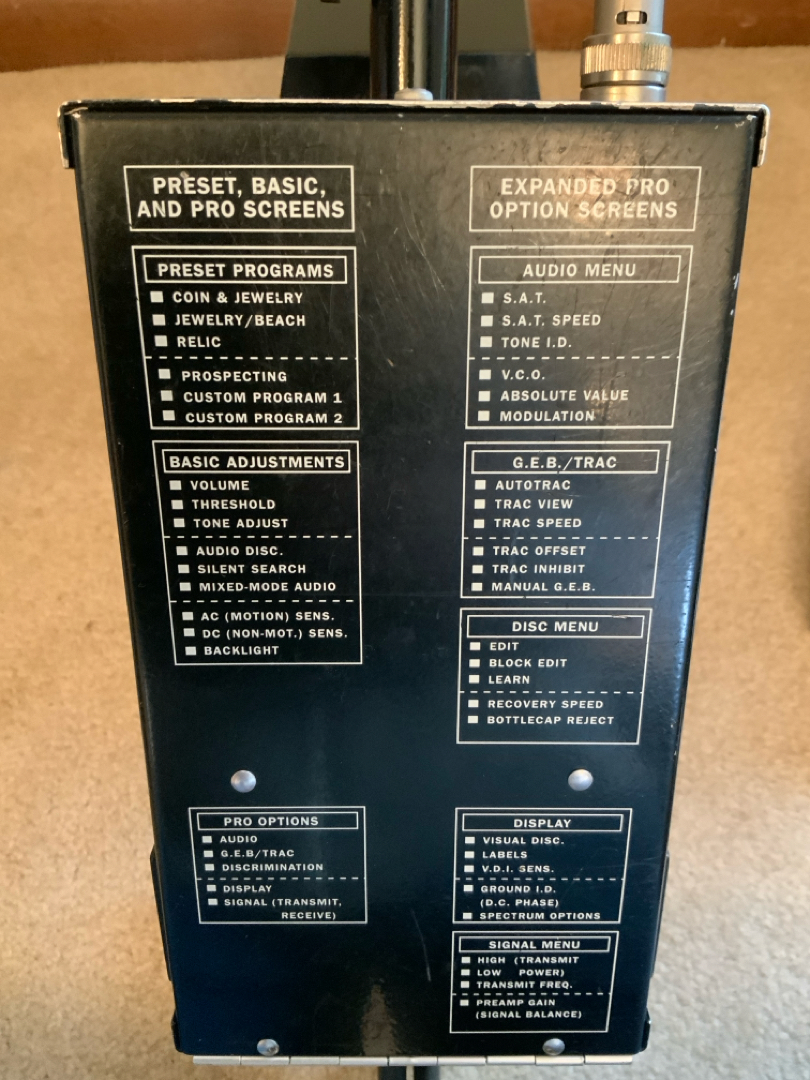 PRESET, BASIC,
AND PRO SCREENS
PRESET PROGRAMS
COIN & JEWELRY
JEWELRY/BEACH
RELIC
PROSPECTING
CUSTOM PROGRAM 1
CUSTOM PROGRAM 2
BASIC ADJUSTMENTS
VOLUME
THRESHOLD
TONE ADJUST
AUDIO DISC.
SILENT SEARCH
MIXED-MODE AUDIO
AC (MOTION) SENS.
DC (NON-MOT.) SENS.
BACKLIGHT
PRO OPTIONS
AUDIO
G.E.B/TRAC
DISCRIMINATION
DISPLAY
SIGNAL (TRANSMIT,
RECEIVE)
EXPANDED PRO
OPTION SCREENS
AUDIO MENU
S.A.T.
S.A.T. SPEED
TONE I.D.
V.C.O.
ABSOLUTE VALUE
MODULATION
G.E.B./TRAC
AUTOTRAC
TRAC VIEW
TRAC SPEED
TRAC OFFSET
TRAC INHIBIT
MANUAL G.E.B.
DISC MENU
EDIT
BLOCK EDIT
LEARN
RECOVERY SPEED
BOTTLECAP REJECT
DISPLAY
VISUAL DISC.
LABELS
V.D.I. SENS.
GROUND I.D.
(D.C. PHASE)
SPECTRUM OPTIONS
SIGNAL MENU
HIGH (TRANSMIT
LOW POWER)
TRANSMIT FREQ.
PREAMP GAIN
(SIGNAL BALANCE)